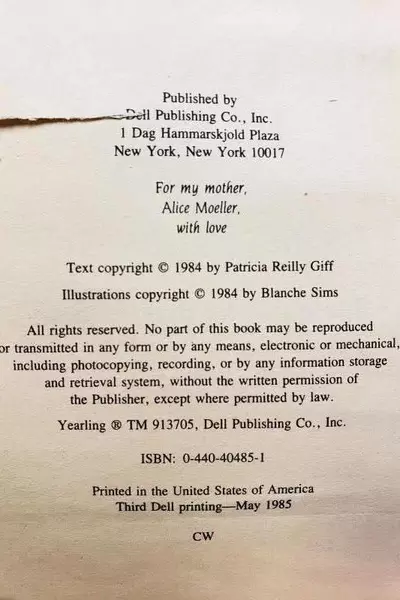 Published by
Dell Publishing Co., Inc.
1 Dag Hammarskjold Plaza
New York, New York 10017
For my mother,
Alice Moeller,
with love
Text copyright © 1984 by Patricia Reilly Giff
Illustrations copyright © 1984 by Blanche Sims
All rights reserved. No part of this book may be reproduced
or transmitted in any form or by any means, electronic or mechanical,
including photocopying, recording, or by any information storage
and retrieval system, without the written permission of
the Publisher, except where permitted by law.
Yearling ® TM 913705, Dell Publishing Co., Inc.
ISBN: 0-440-40485-1
Printed in the United States of America
Third Dell printing—May 1985
CW